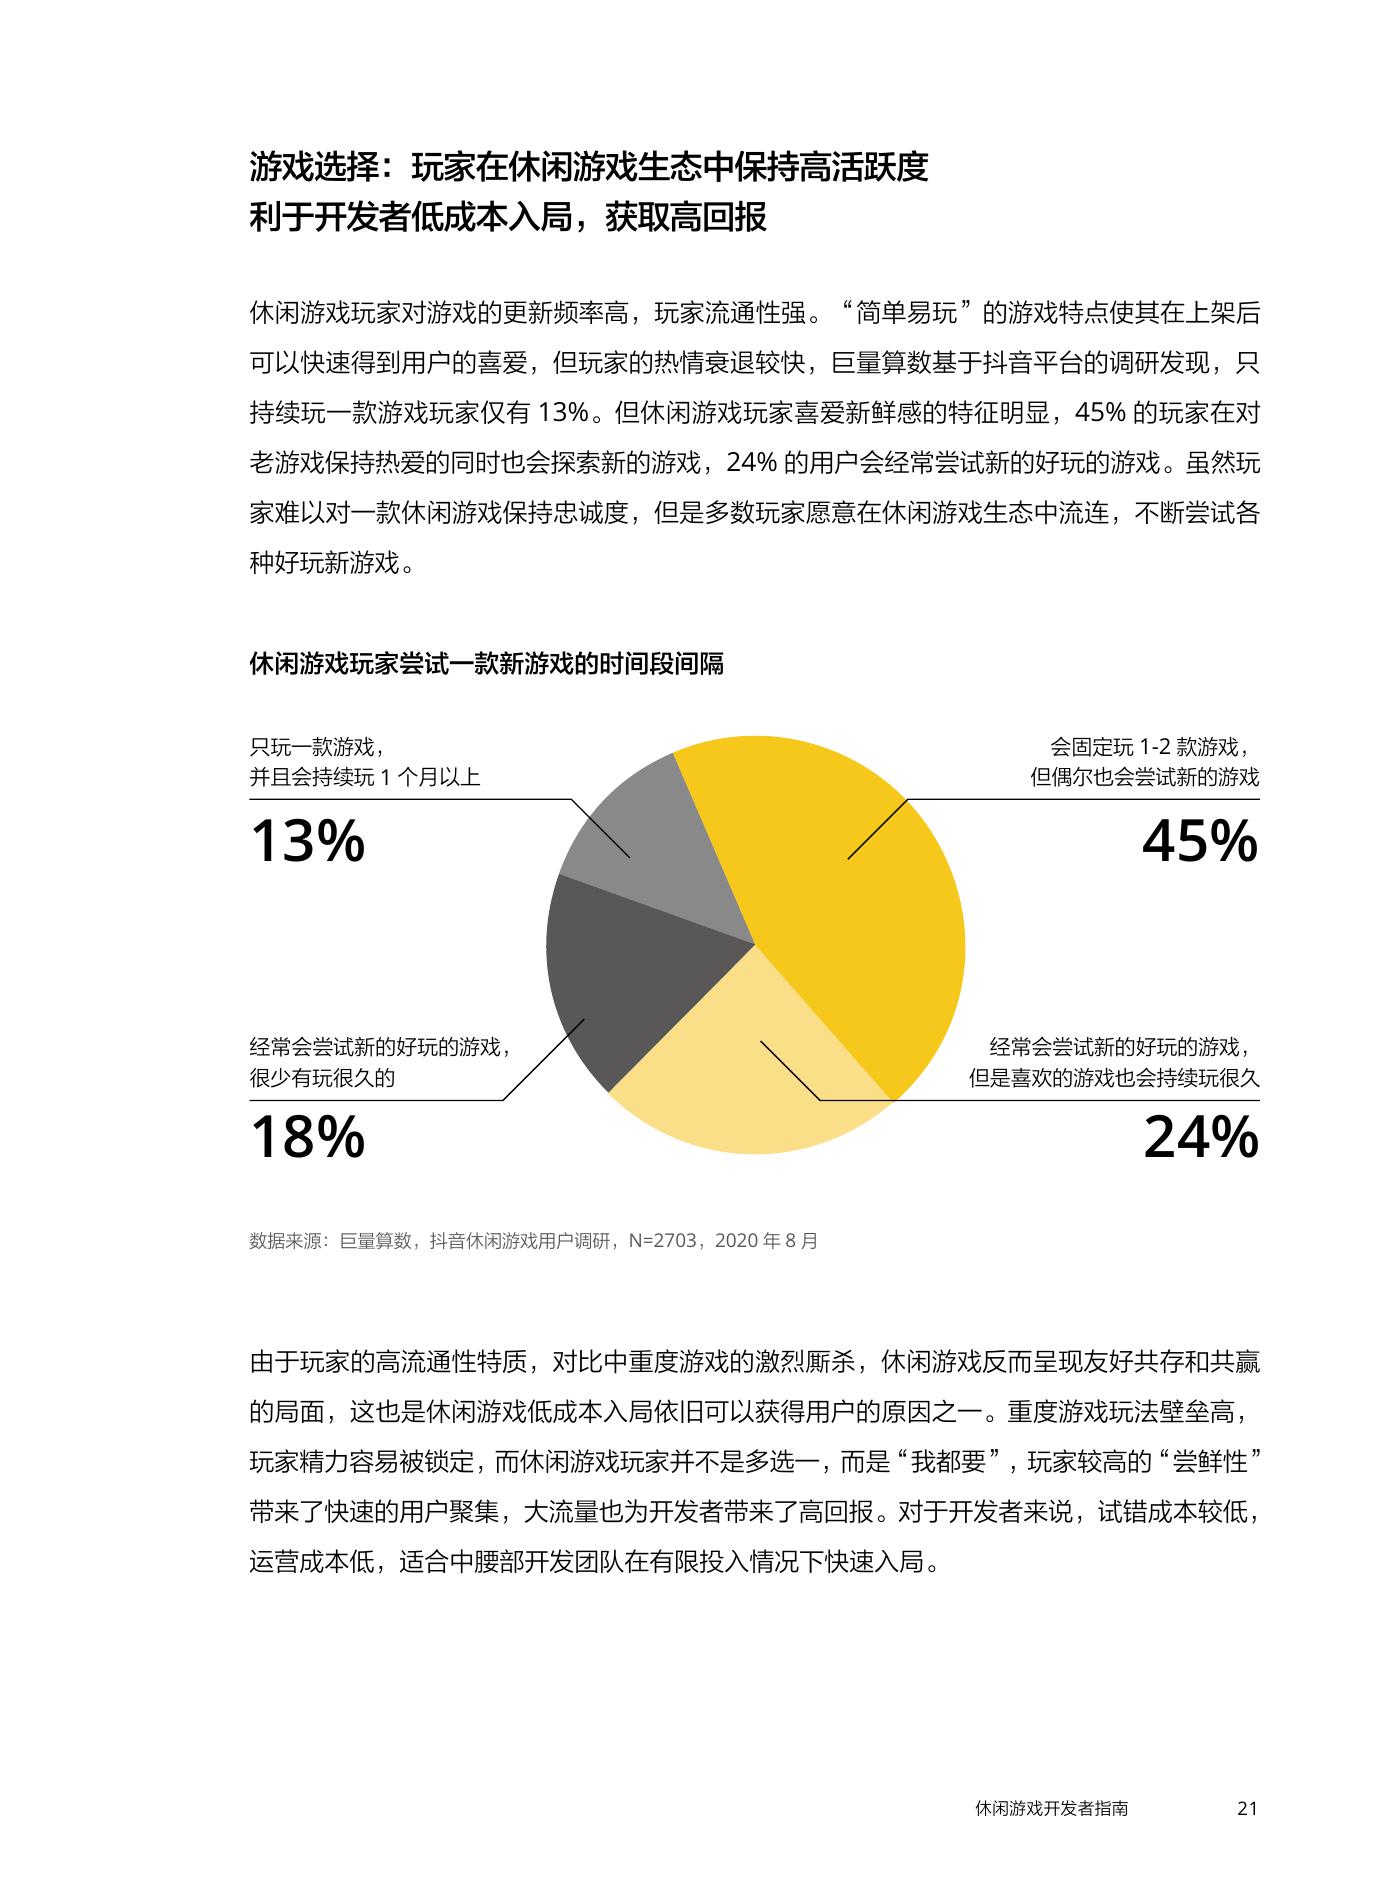 游戏选择：玩家在休闲游戏生态中保持高活跃度
利于开发者低成本入局，获取高回报
休闲游戏玩家对游戏的更新频率高，玩家流通性强。“简单易玩”的游戏特点使其在上架后
可以快速得到用户的喜爱，但玩家的热情衰退较快，巨量算数基于抖音平台的调研发现，只
持续玩一款游戏玩家仅有 13%。但休闲游戏玩家喜爱新鲜感的特征明显，45% 的玩家在对
老游戏保持热爱的同时也会探索新的游戏，24% 的用户会经常尝试新的好玩的游戏。虽然玩
家难以对一款休闲游戏保持忠诚度，但是多数玩家愿意在休闲游戏生态中流连，不断尝试各
种好玩新游戏。
休闲游戏玩家尝试一款新游戏的时间段间隔
只玩一款游戏，
并且会持续玩 1 个月以上
13%
会固定玩 1-2 款游戏，
但偶尔也会尝试新的游戏
45%
经常会尝试新的好玩的游戏，
很少有玩很久的
18%
经常会尝试新的好玩的游戏，
但是喜欢的游戏也会持续玩很久
24%
数据来源：巨量算数，抖音休闲游戏用户调研，N=2703，2020 年 8 月
由于玩家的高流通性特质，对比中重度游戏的激烈厮杀，休闲游戏反而呈现友好共存和共赢
的局面，这也是休闲游戏低成本入局依旧可以获得用户的原因之一。重度游戏玩法壁垒高，
玩家精力容易被锁定，而休闲游戏玩家并不是多选一，而是“我都要”，玩家较高的“尝鲜性”
带来了快速的用户聚集，大流量也为开发者带来了高回报。对于开发者来说，试错成本较低，
运营成本低，适合中腰部开发团队在有限投入情况下快速入局。
休闲游戏开发者指南
21